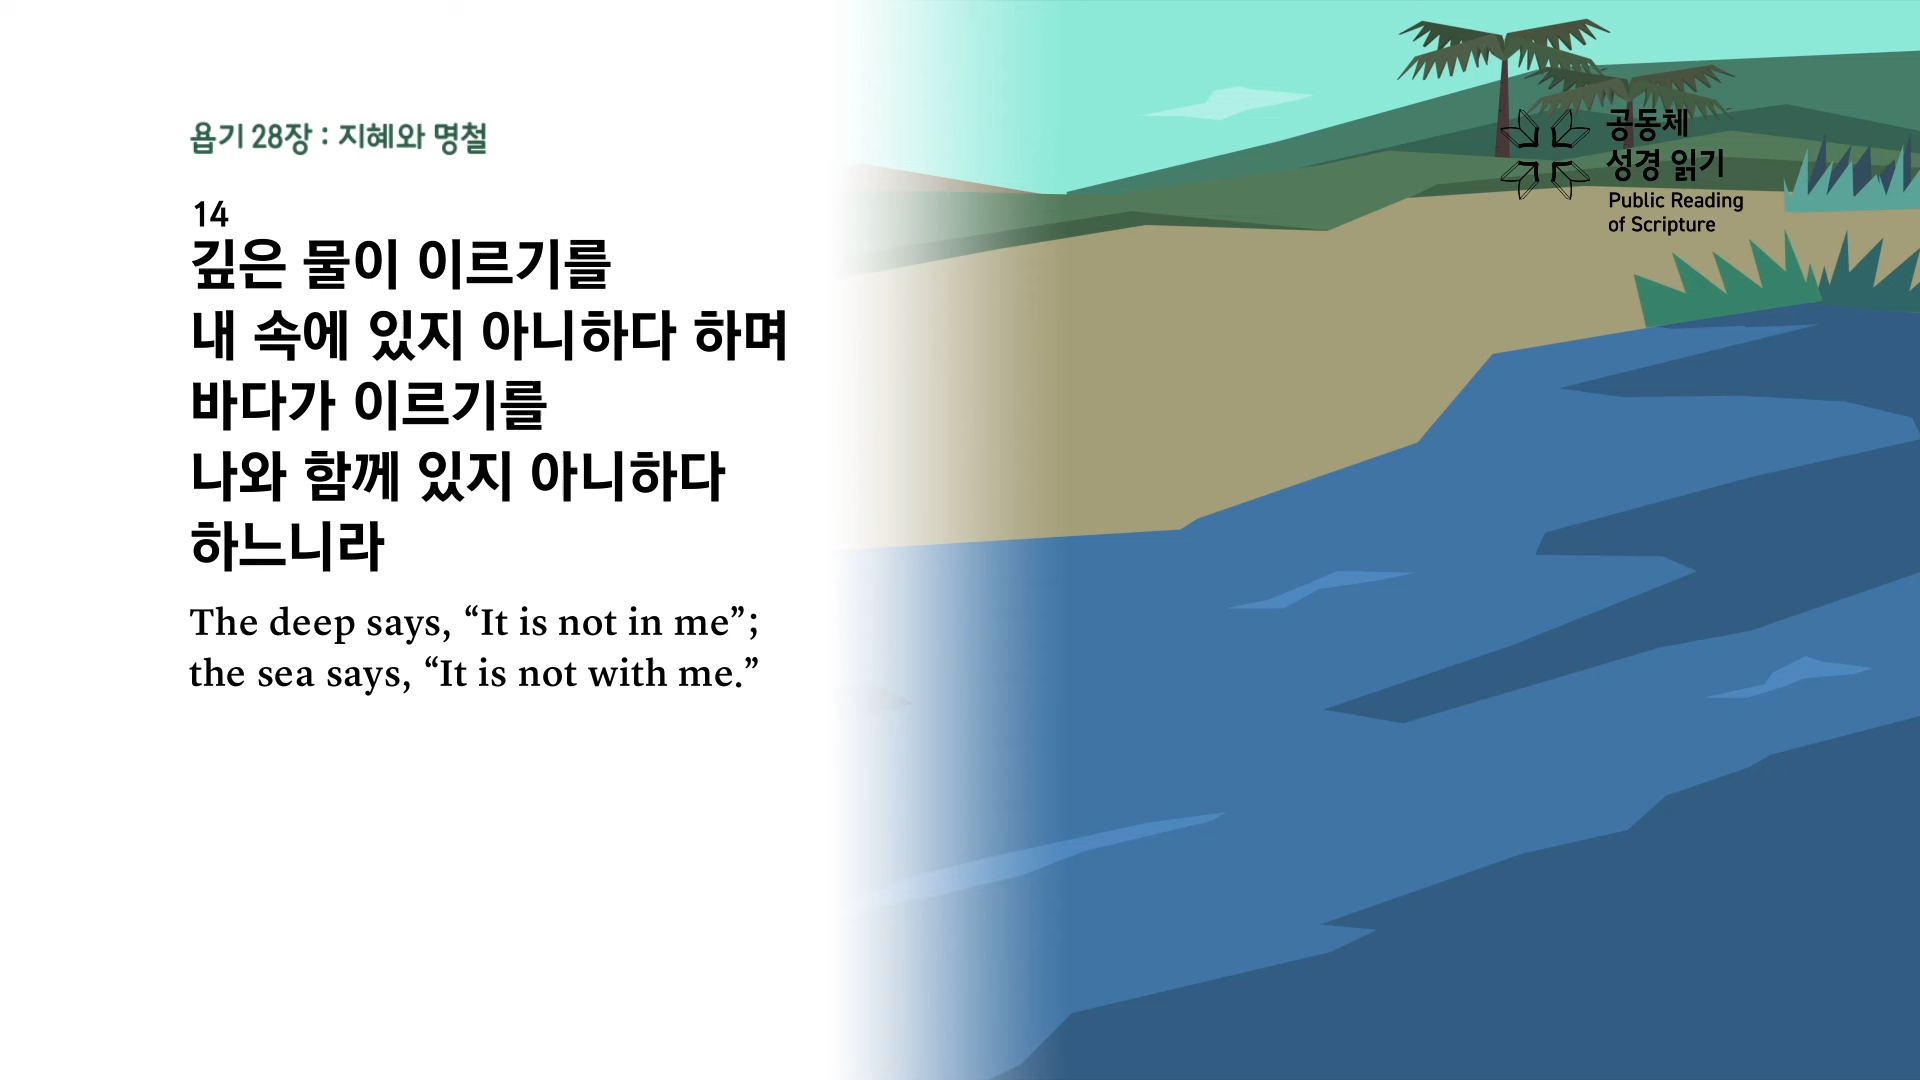 욥기 28장 : 지혜와 명철
14
깊은 물이 이르기를
내 속에 있지 아니하다 하며
바다가 이르기를
나와 함께 있지 아니하다
하느니라
The deep says, “It is not in me”;
the sea says, “It is not with me.”
공동체
성경 읽기
Public Reading
of Scripture